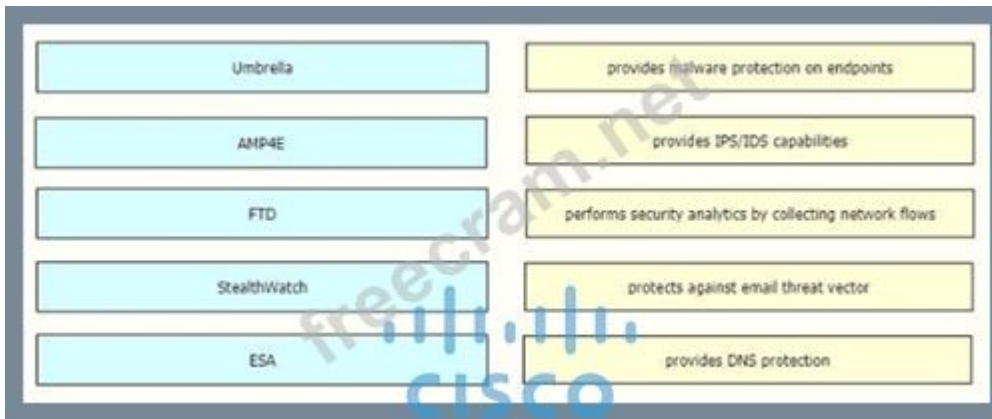 Umbrella
provides malware protection on endpoints
AMP4E
provides IPS/IDS capabilities
FTD
performs security analytics by collecting network flows
StealthWatch
protects against email threat vector
ESA
provides DNS protection
freecram.net
CISCO